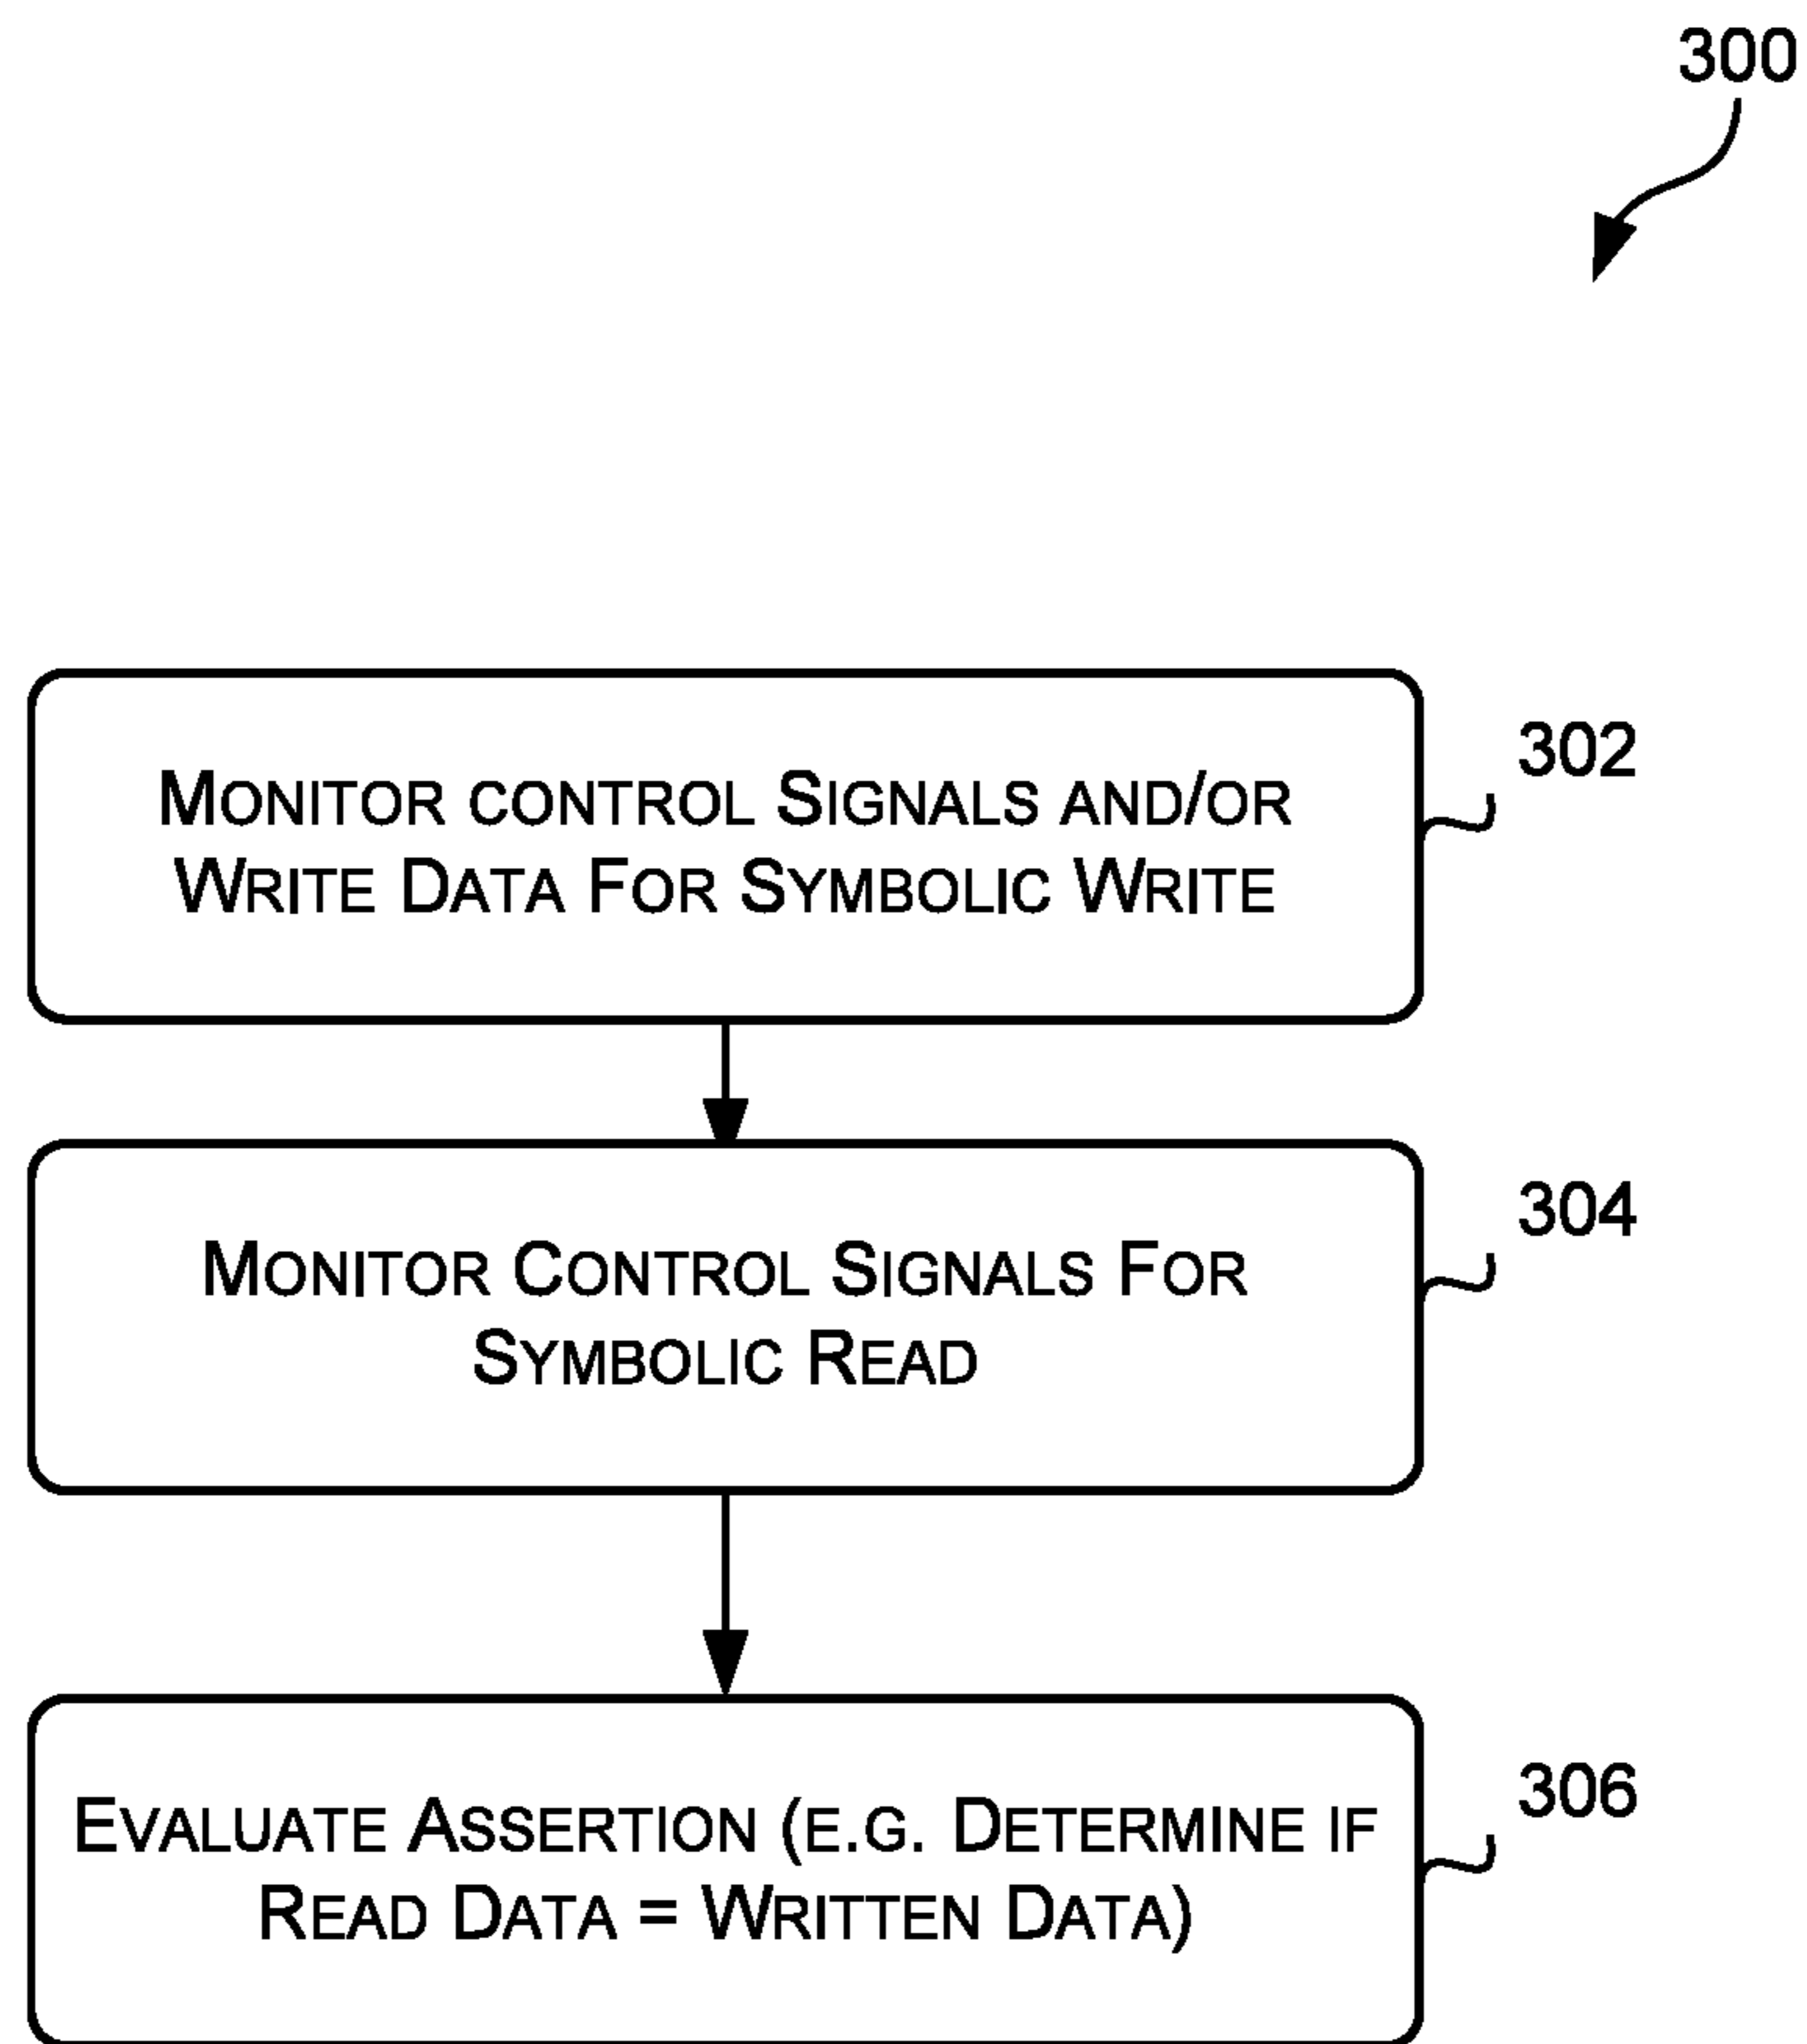 300
Monitor control Signals and/or
Write Data For Symbolic Write
302
Monitor Control Signals For
Symbolic Read
304
Evaluate Assertion (e.g. Determine if
Read Data = Written Data)
306